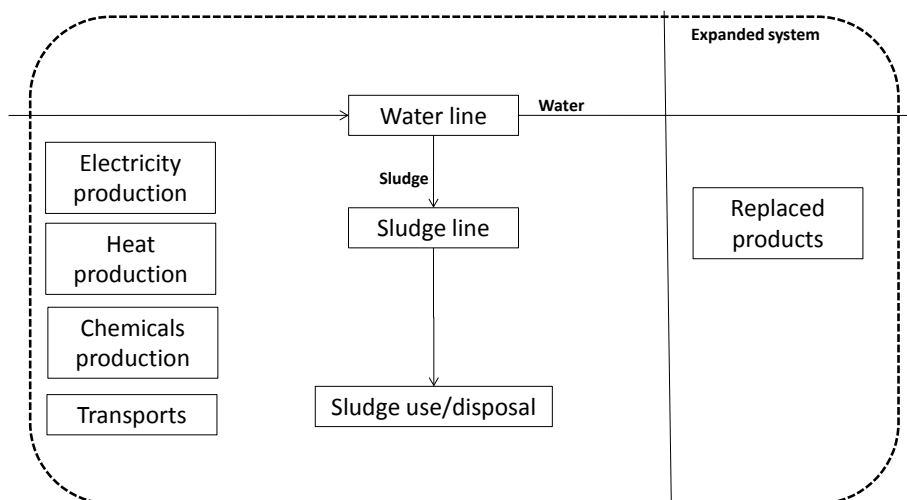 Expanded system
Water line
Water
Electricity
production
Sludge
Replaced
products
Sludge line
Heat
production
Chemicals
production
Sludge use/disposal
Transports